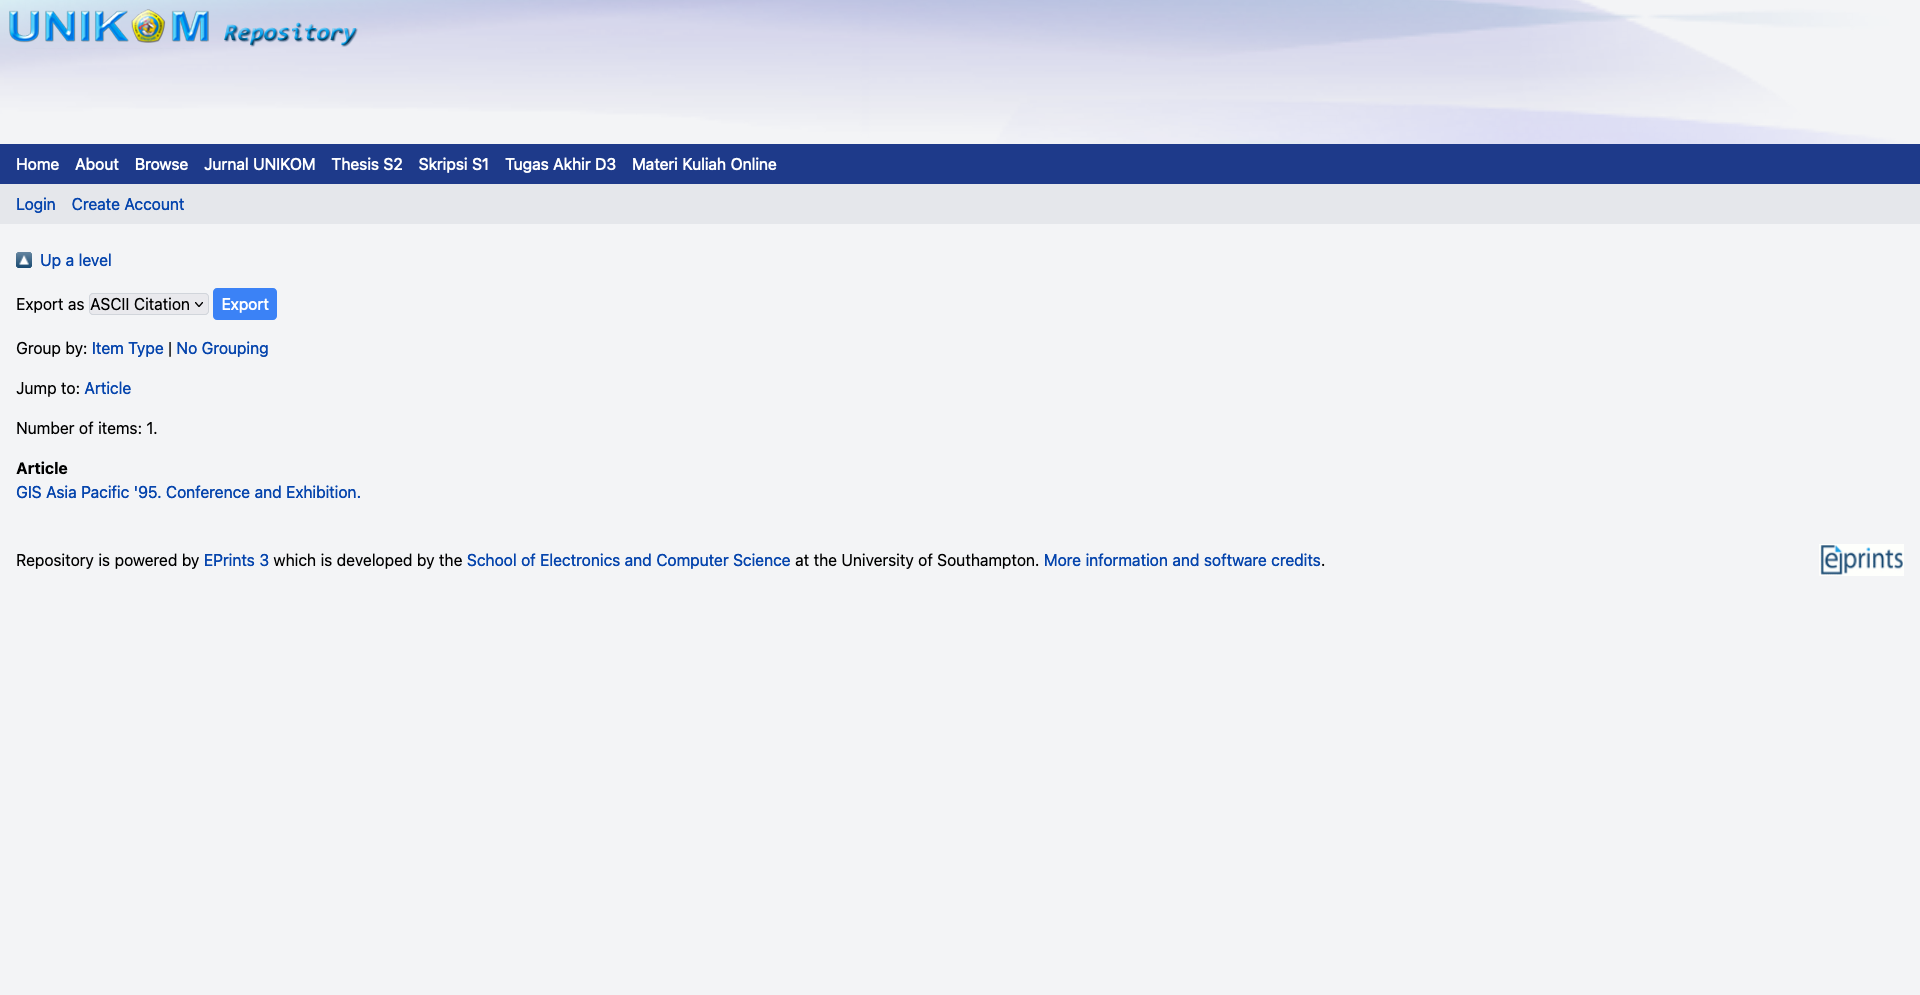 UNIKOM Repository
Home About Browse Jurnal UNIKOM Thesis S2 Skripsi S1 Tugas Akhir D3 Materi Kuliah Online
Login Create Account
Up a level
Export as ASCII Citation Export
Group by: Item Type | No Grouping
Jump to: Article
Number of items: 1.
Article
GIS Asia Pacific '95. Conference and Exhibition.
Repository is powered by EPrints 3 which is developed by the School of Electronics and Computer Science at the University of Southampton. More information and software credits.
eprints